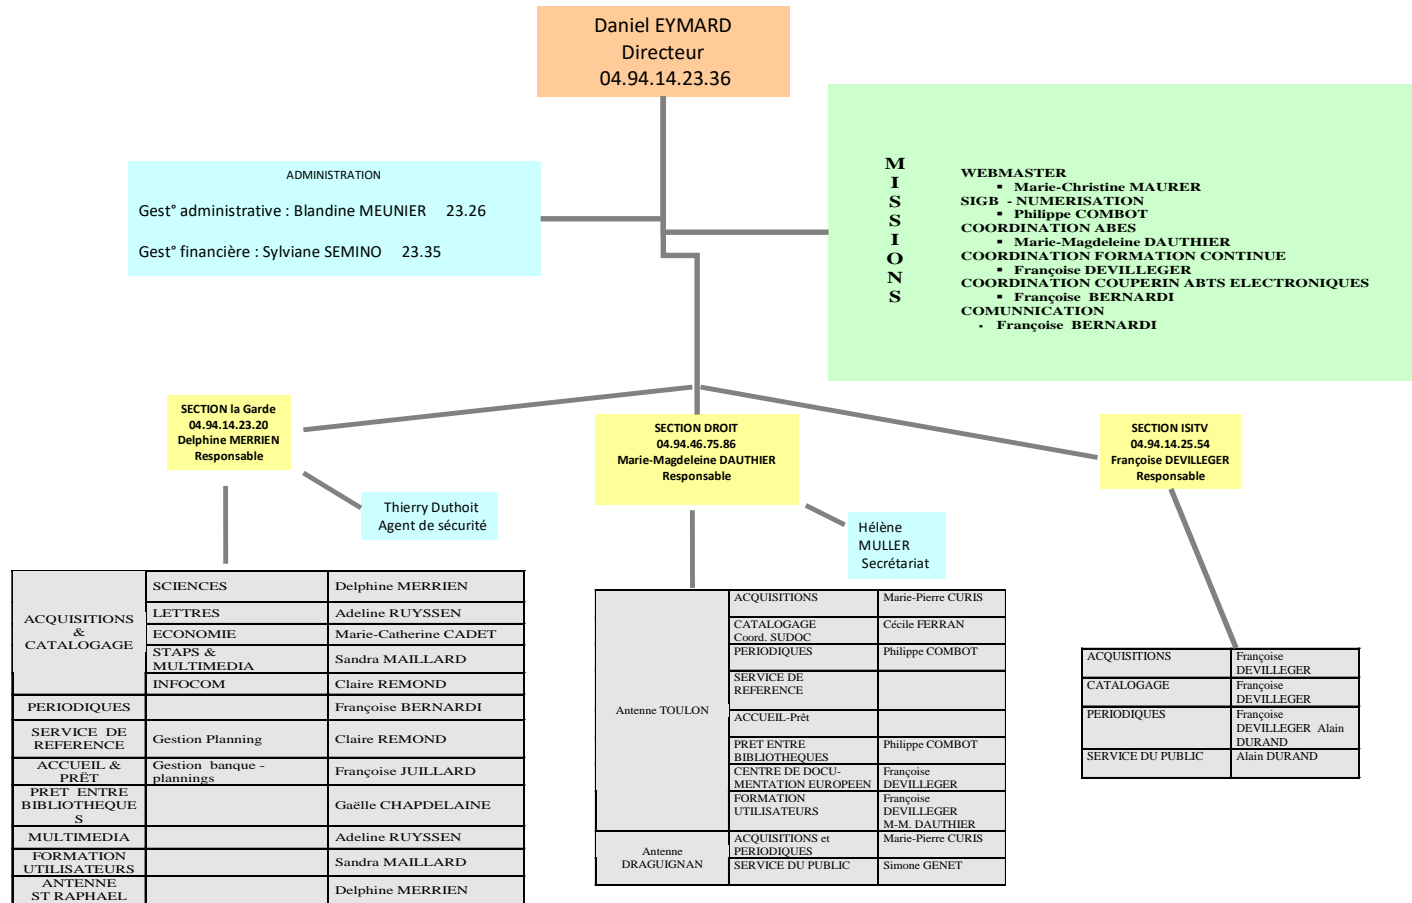 Daniel EYMARD
Directeur
04.94.14.23.36
ADMINISTRATION
Gest° administrative : Blandine MEUNIER 23.26
Gest° financière : Sylviane SEMINO 23.35
M
I
S
S
I
O
N
S
WEBMASTER
▪ Marie-Christine MAURER
SIGB - NUMERISATION
▪ Philippe COMBOT
COORDINATION ABES
▪ Marie-Magdeleine DAUTHIER
COORDINATION FORMATION CONTINUE
▪ Françoise DEVILLEGER
COORDINATION COUPERIN ABTS ELECTRONIQUES
▪ Françoise BERNARDI
COMUNNICATION
▪ Françoise BERNARDI
SECTION la Garde
04.94.14.23.20
Delphine MERRIEN
Responsable
Thierry Duthoit
Agent de sécurité
SECTION DROIT
04.94.46.75.86
Marie-Magdeleine DAUTHIER
Responsable
Hélène
MULLER
Secrétariat
SECTION ISITV
04.94.14.25.54
Françoise DEVILLEGER
Responsable
ACQUISITIONS
&
CATALOGAGE
SCIENCES Delphine MERRIEN
LETTRES Adeline RUYSSEN
ECONOMIE Marie-Catherine CADET
STAPS &
MULTIMEDIA Sandra MAILLARD
INFOCOM Claire REMOND
PERIODIQUES Françoise BERNARDI
SERVICE DE
REFERENCE Gestion Planning Claire REMOND
ACCUEIL &
PRËT
Gestion banque -
plannings
Françoise JUILLARD
PRET ENTRE
BIBLIOTHEQUE
S
Gaëlle CHAPDELAINE
MULTIMEDIA Adeline RUYSSEN
FORMATION
UTILISATEURS Sandra MAILLARD
ANTENNE
ST RAPHAEL Delphine MERRIEN
Antenne TOULON
ACQUISITIONS Marie-Pierre CURIS
CATALOGAGE Cécile FERRAN
Coord. SUDOC
PERIODIQUES Philippe COMBOT
SERVICE DE
REFERENCE
ACCUEIL-Prêt
PRET ENTRE Philippe COMBOT
BIBLIOTHEQUES
CENTRE DE DOCU- Françoise
MENTATION EUROPEEN DEVILLEGER
FORMATION Françoise
UTILISATEURS DEVILLEGER
M-M. DAUTHIER
Antenne
DRAGUIGNAN
ACQUISITIONS et Marie-Pierre CURIS
PERIODIQUES
SERVICE DU PUBLIC Simone GENET
ACQUISITIONS Françoise
DEVILLEGER
CATALOGAGE Françoise
DEVILLEGER
PERIODIQUES Françoise
DEVILLEGER Alain
DURAND
SERVICE DU PUBLIC Alain DURAND